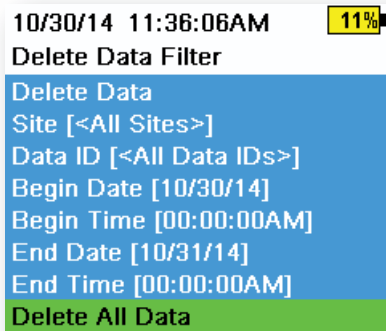 10/30/14 11:36:06AM 11%
Delete Data Filter
Delete Data
Site [<All Sites>]
Data ID [<All Data IDs>]
Begin Date [10/30/14]
Begin Time [00:00:00AM]
End Date [10/31/14]
End Time [00:00:00AM]
Delete All Data